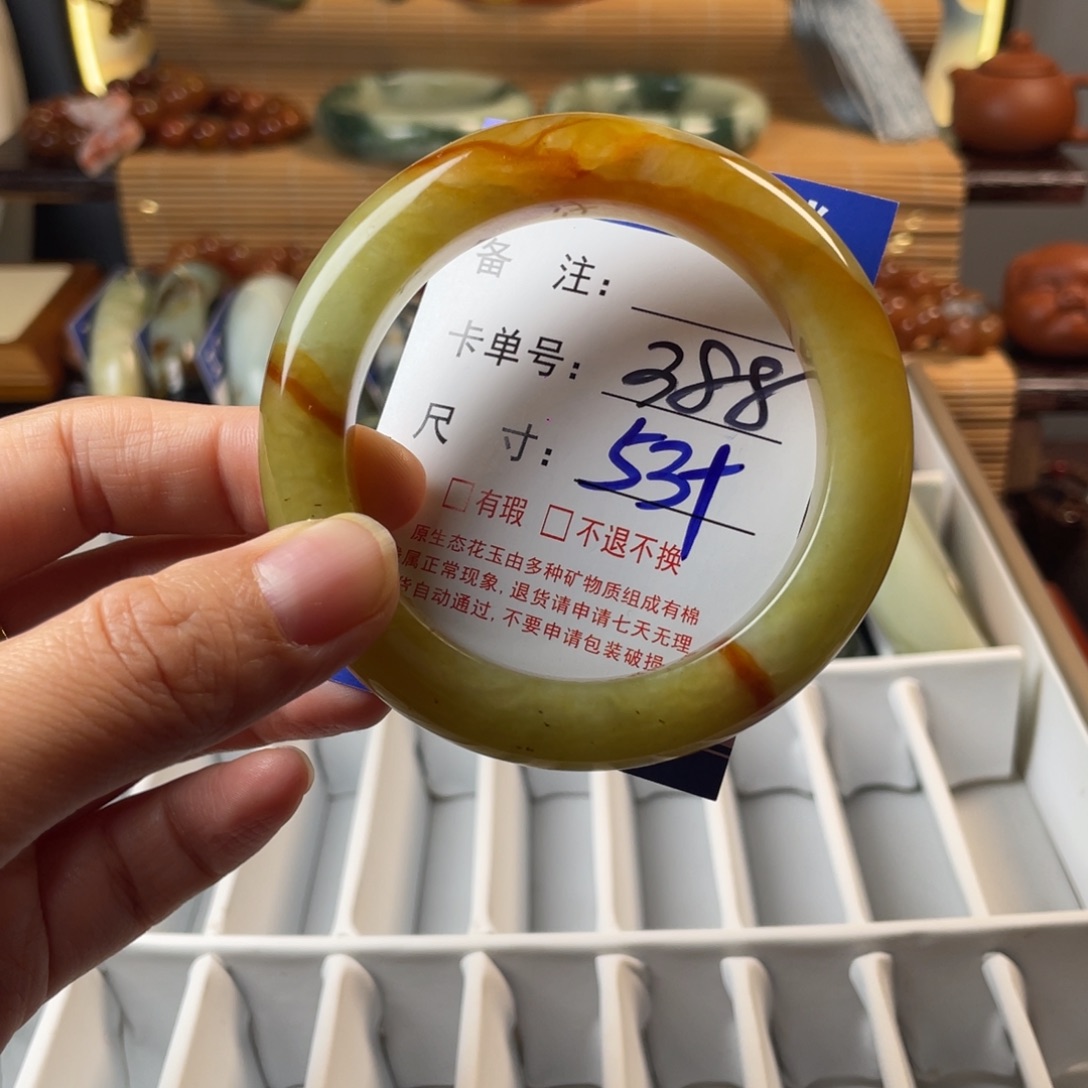 备 注：
卡单号：388
尺 寸：53+
□有瑕 □不退不换
原生态花玉由多种矿物质组成有棉
属正常现象，退货请申请七天无理
货自动通过，不要申请包装破损